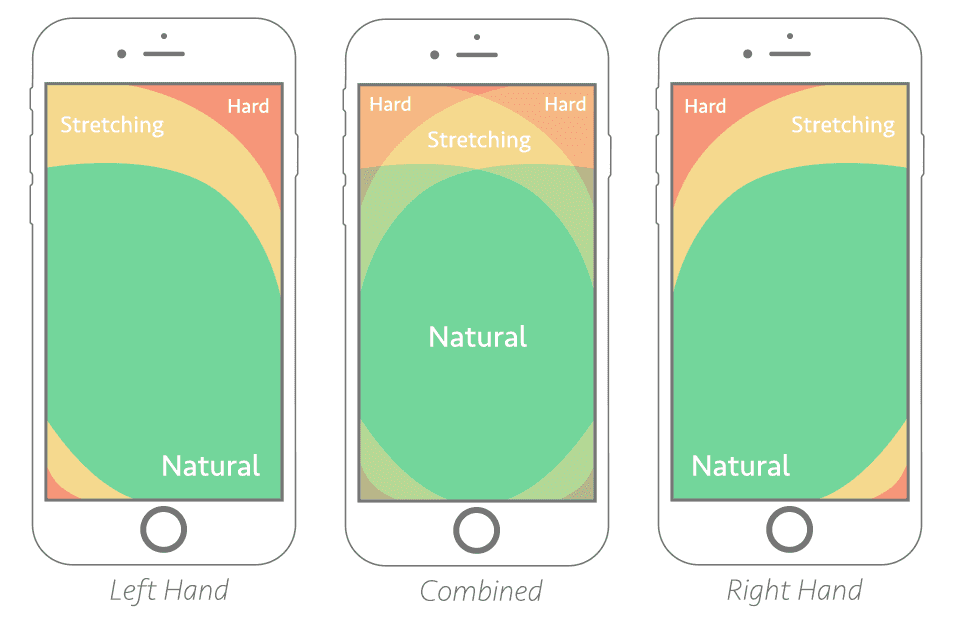 Hard
Stretching
Natural
Left Hand
Hard
Hard
Stretching
Natural
Combined
Hard
Stretching
Natural
Right Hand